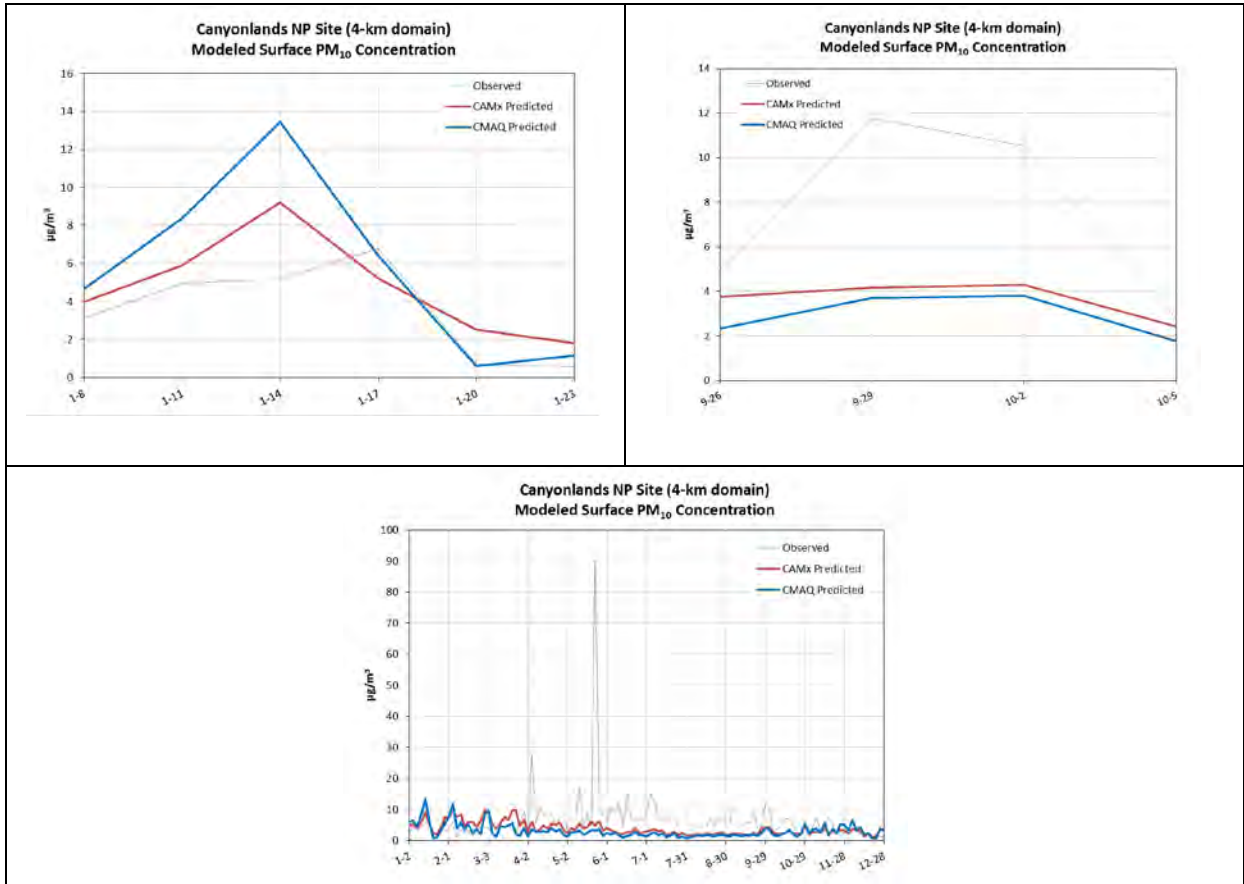 Canyonlands NP Site (4-km domain)
Modeled Surface PM₁₀ Concentration
16
14
12
10
8
6
4
2
0
µg/m³
Observed
CAMx Predicted
CMAQ Predicted
1-8
1-11
1-14
1-17
1-20
1-23
Canyonlands NP Site (4-km domain)
Modeled Surface PM₁₀ Concentration
14
12
10
8
6
4
2
0
µg/m³
Observed
CAMx Predicted
CMAQ Predicted
9-26
9-29
10-2
10-5
Canyonlands NP Site (4-km domain)
Modeled Surface PM₁₀ Concentration
100
90
80
70
60
50
40
30
20
10
0
µg/m³
Observed
CAMx Predicted
CMAQ Predicted
1-2
2-1
3-3
4-2
5-2
6-1
7-1
7-31
8-30
9-29
10-29
11-28
12-28